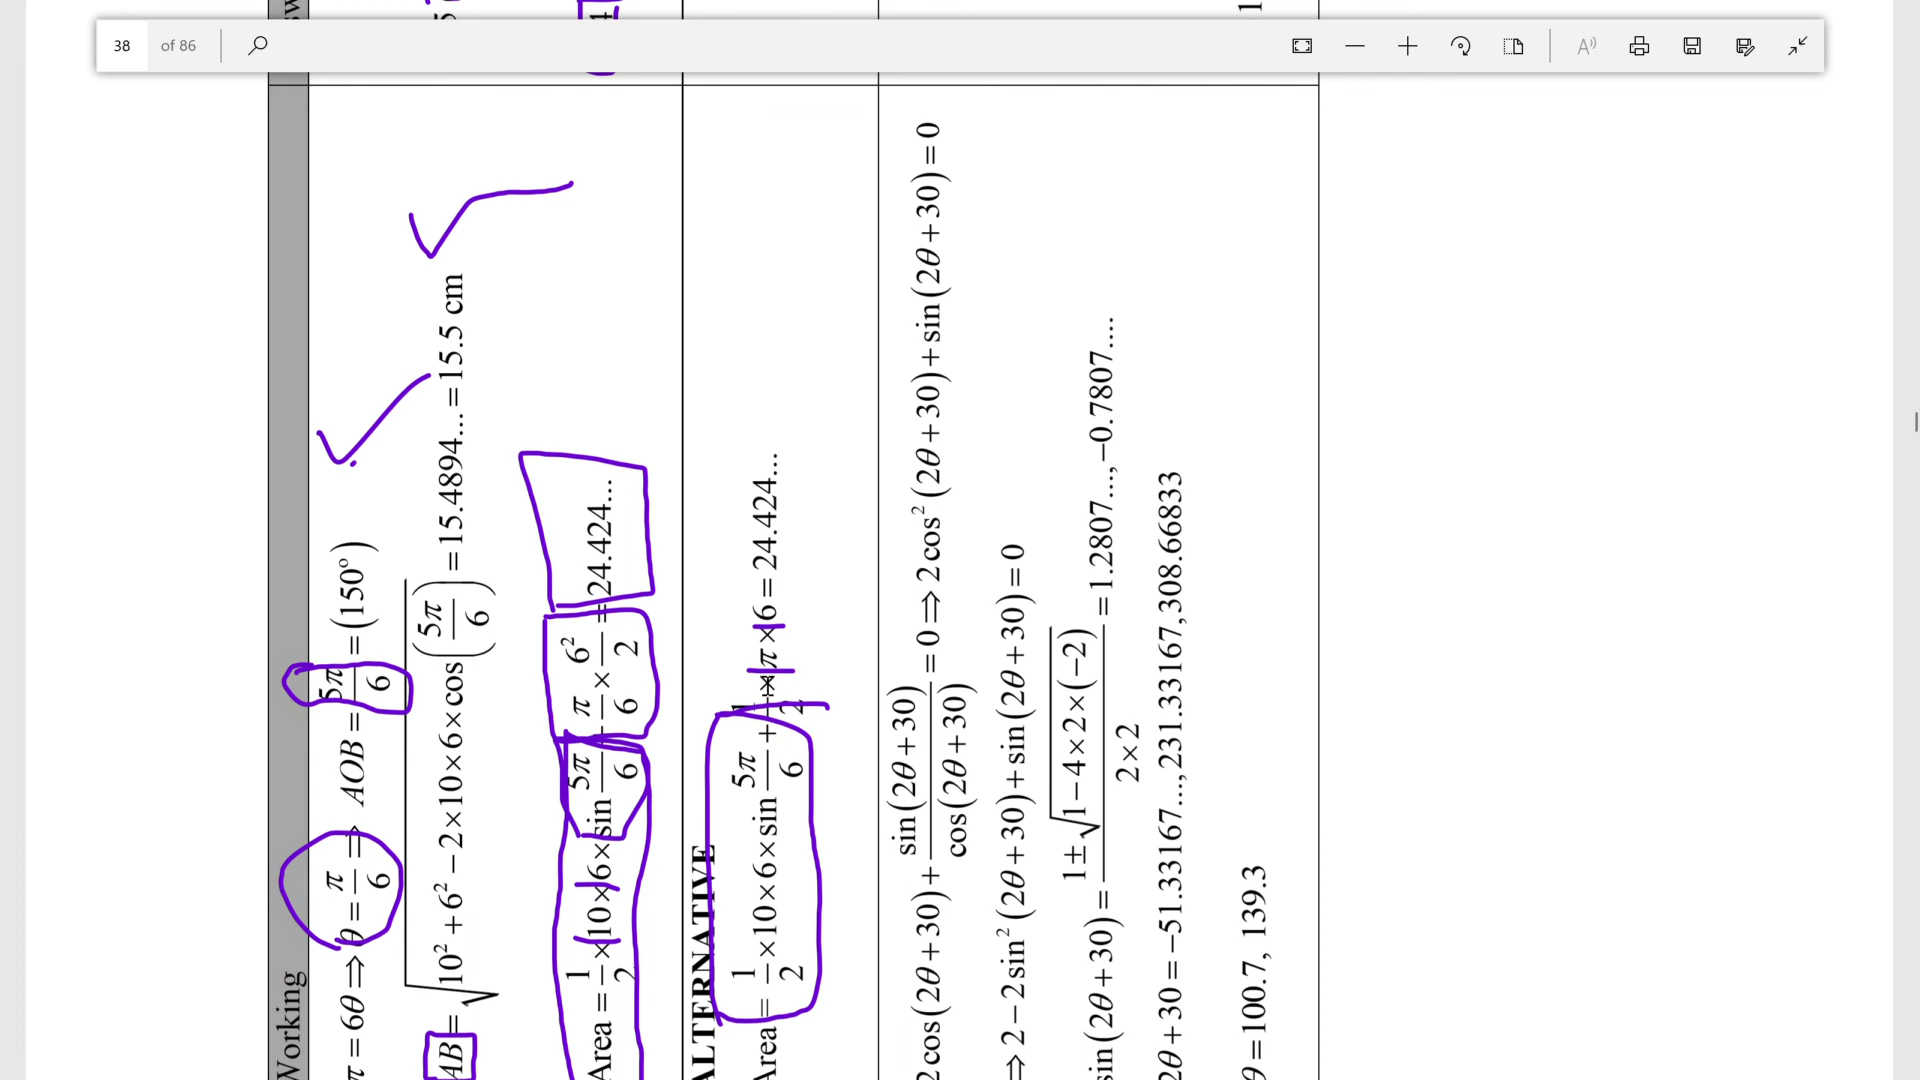 38 of 86
Working
π = 6θ ⇒ θ = π/6 ⇒ AOB = 5π/6 = (150°)
AB = √(10² + 6² − 2×10×6×cos(5π/6)) = 15.4894... = 15.5 cm
Area = 1/2 ×10×6×sin 5π/6 + π/6 × 6²/2 = 24.424...
ALTERNATIVE
Area = 1/2 ×10×6×sin 5π/6 + 1/2 ×π×6 = 24.424...
2cos(2θ+30) + sin(2θ+30)/cos(2θ+30) = 0 ⇒ 2cos²(2θ+30) + sin(2θ+30) = 0
⇒ 2 − 2sin²(2θ+30) + sin(2θ+30) = 0
sin(2θ+30) = (1±√(1−4×2×(−2)))/(2×2) = 1.2807..., −0.7807....
2θ+30 = −51.33167..., 231.33167, 308.66833
θ = 100.7, 139.3